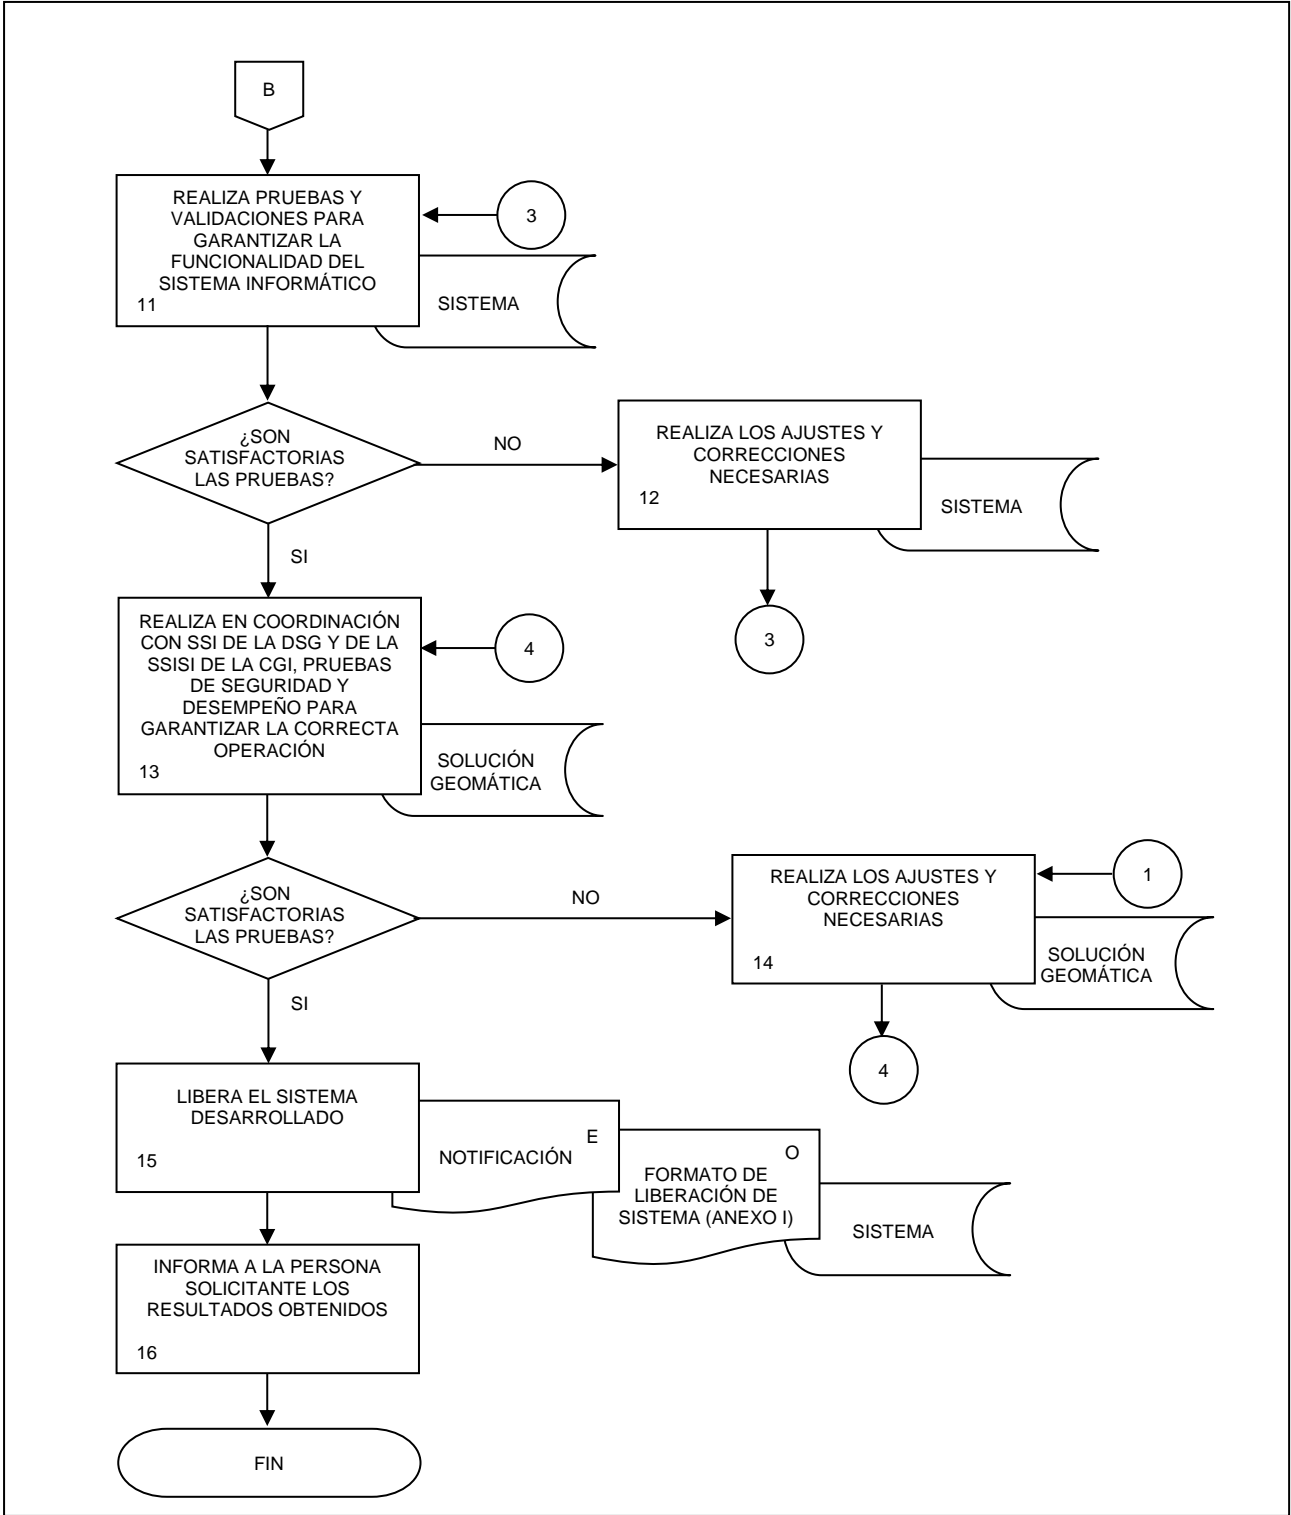 B
REALIZA PRUEBAS Y
VALIDACIONES PARA
GARANTIZAR LA
FUNCIONALIDAD DEL
SISTEMA INFORMÁTICO
11
3
SISTEMA
¿SON
SATISFACTORIAS
LAS PRUEBAS?
NO
REALIZA LOS AJUSTES Y
CORRECCIONES
NECESARIAS
12
SISTEMA
3
SI
REALIZA EN COORDINACIÓN
CON SSI DE LA DSG Y DE LA
SSISI DE LA CGI, PRUEBAS
DE SEGURIDAD Y
DESEMPEÑO PARA
GARANTIZAR LA CORRECTA
OPERACIÓN
13
4
SOLUCIÓN
GEOMÁTICA
¿SON
SATISFACTORIAS
LAS PRUEBAS?
NO
REALIZA LOS AJUSTES Y
CORRECCIONES
NECESARIAS
14
1
SOLUCIÓN
GEOMÁTICA
4
SI
LIBERA EL SISTEMA
DESARROLLADO
15
E
NOTIFICACIÓN
O
FORMATO DE
LIBERACIÓN DE
SISTEMA (ANEXO I)
SISTEMA
INFORMA A LA PERSONA
SOLICITANTE LOS
RESULTADOS OBTENIDOS
16
FIN